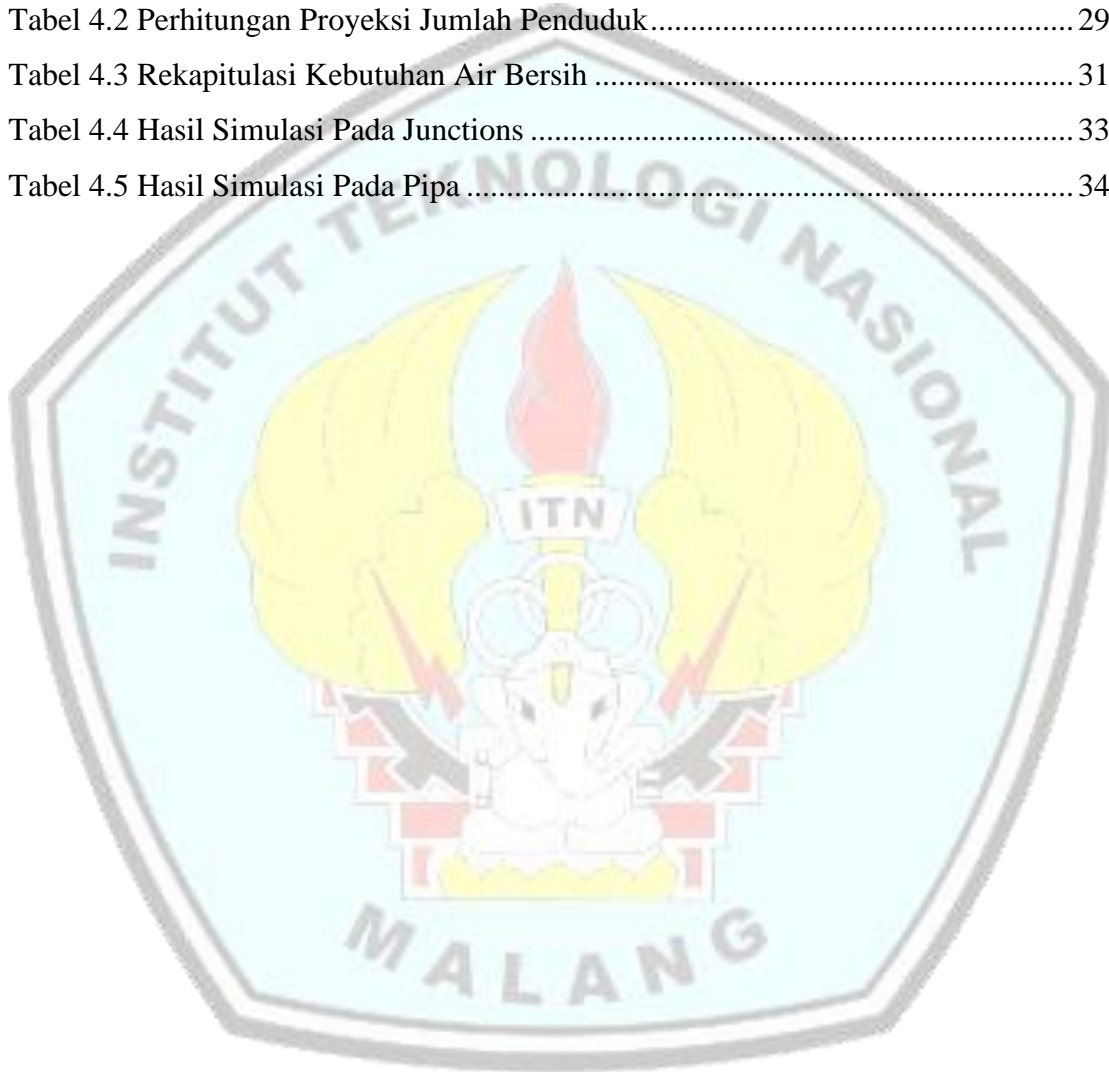 Tabel 4.2 Perhitungan Proyeksi Jumlah Penduduk.......................................................................... 29
Tabel 4.3 Rekapitulasi Kebutuhan Air Bersih ................................................................................... 31
Tabel 4.4 Hasil Simulasi Pada Junctions ............................................................................................ 33
Tabel 4.5 Hasil Simulasi Pada Pipa ..................................................................................................... 34
INSTITUT TEKNOLOGI NASIONAL
ITN
MALANG